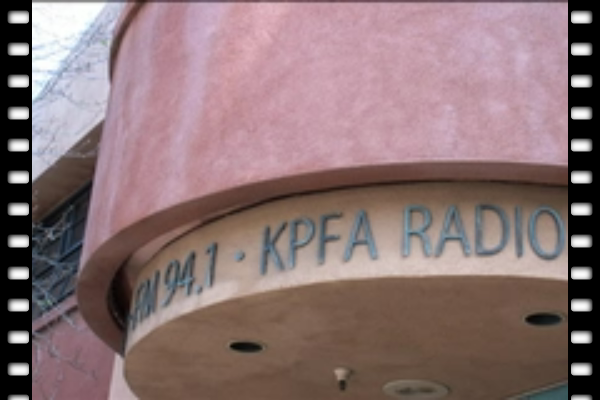 FM 94.1 · KPFA RADIO